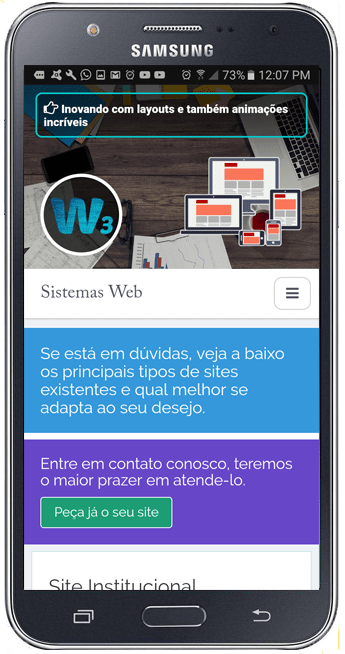 SAMSUNG
73% 12:07 PM
Inovando com layouts e também animações
incríveis
W3
Sistemas Web
Se está em dúvidas, veja a baixo
os principais tipos de sites
existentes e qual melhor se
adapta ao seu desejo.
Entre em contato conosco, teremos
o maior prazer em atende-lo.
Peça já o seu site
Site Institucional